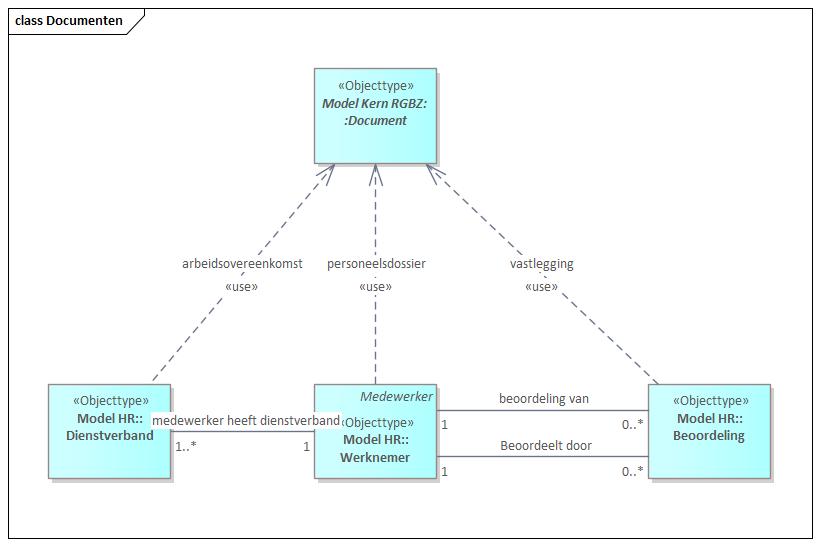 class Documenten
«Objecttype»
Model Kern RGBZ:
:Document
arbeidsovereenkomst
«use»
personeelsdossier
«use»
vastlegging
«use»
«Objecttype»
Model HR::
Dienstverband
medewerker heeft dienstverband
1..*
1
Medewerker
«Objecttype»
Model HR::
Werknemer
beoordeling van
1
0..*
Beoordeelt door
1
0..*
«Objecttype»
Model HR::
Beoordeling